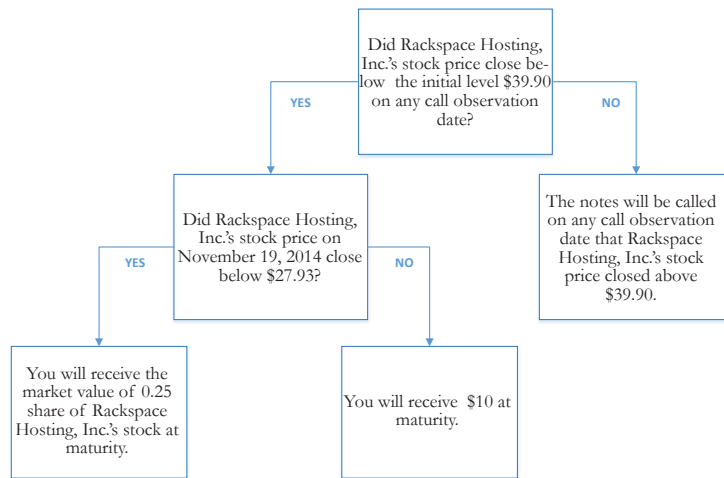 Did Rackspace Hosting,
Inc.'s stock price close be-
low the initial level $39.90
on any call observation
date?
YES
NO
Did Rackspace Hosting,
Inc.'s stock price on
November 19, 2014 close
below $27.93?
The notes will be called
on any call observation
date that Rackspace
Hosting, Inc.'s stock
price closed above
$39.90.
YES
NO
You will receive the
market value of 0.25
share of Rackspace
Hosting, Inc.'s stock at
maturity.
You will receive $10 at
maturity.